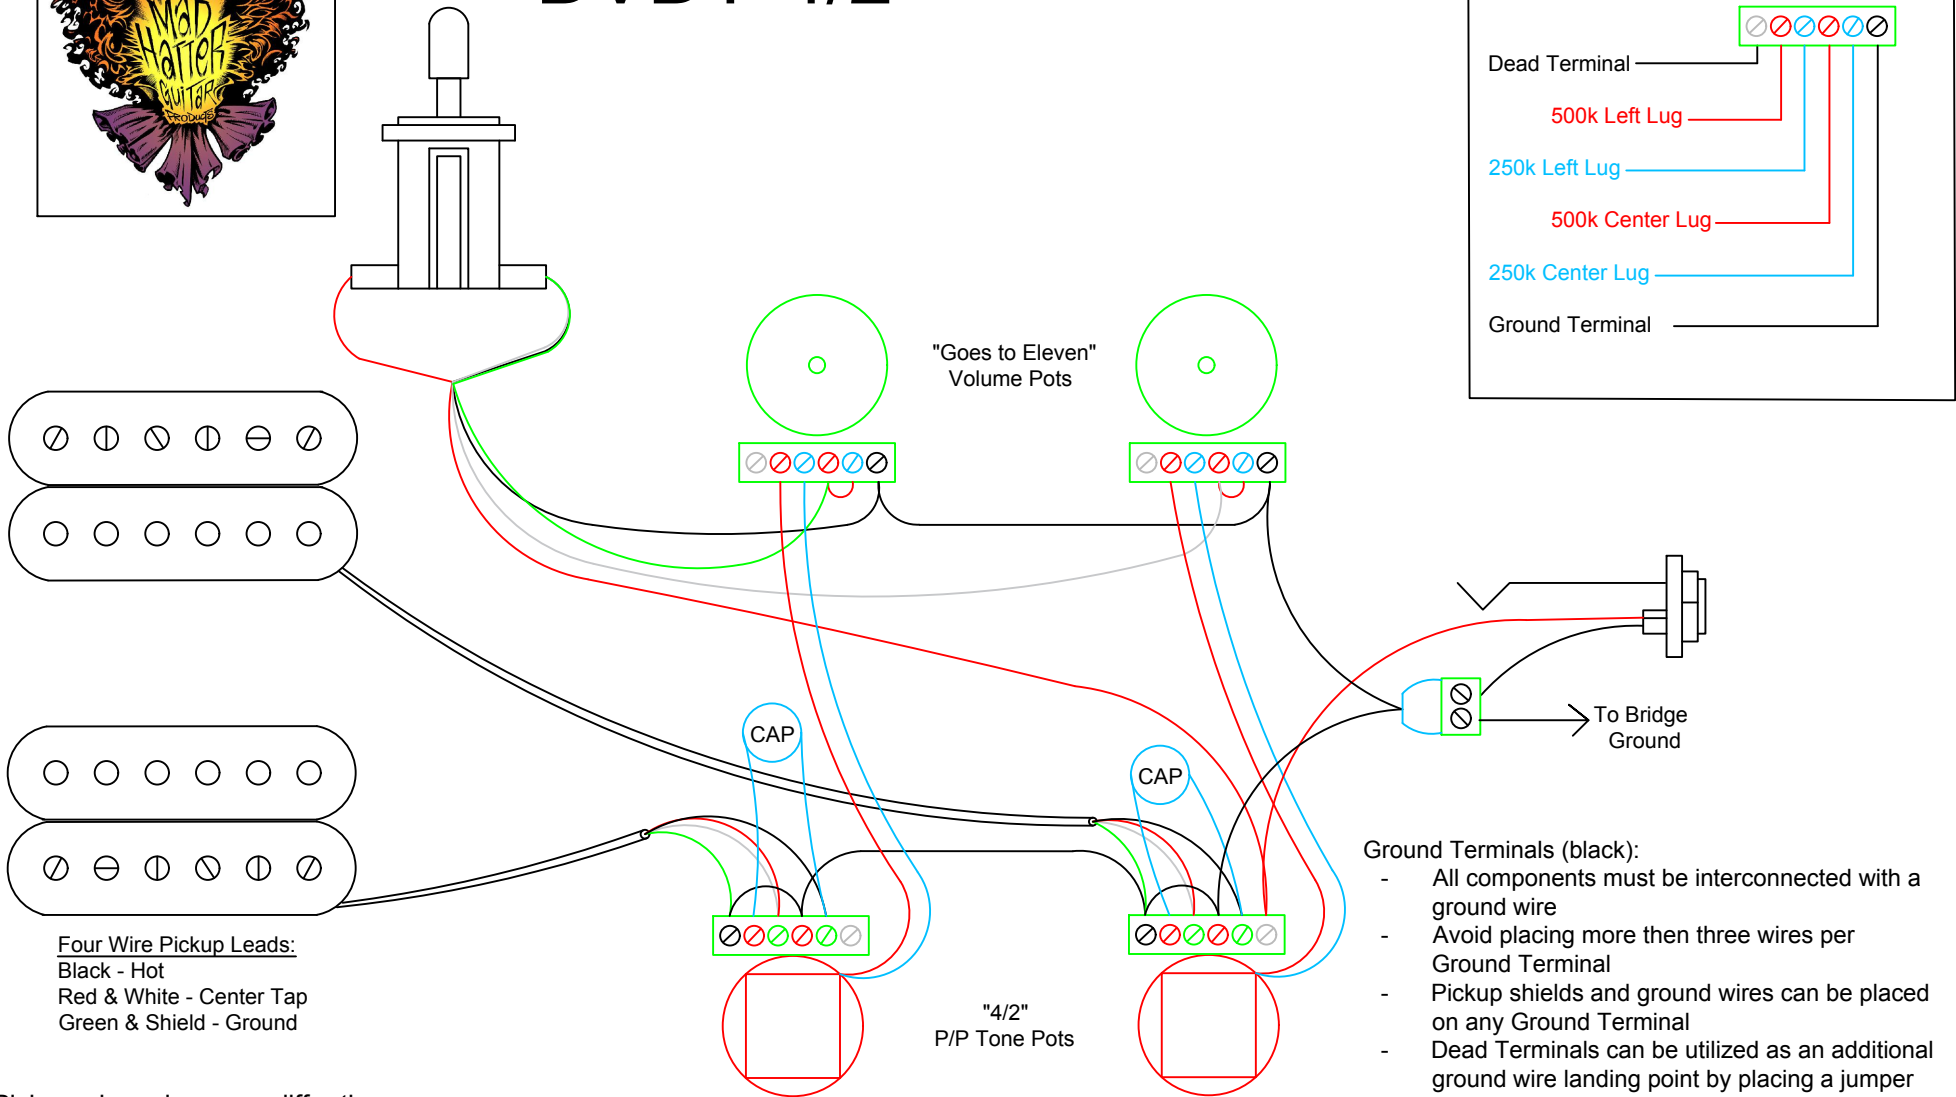 MAD
HATTER
GUITAR
PRODUCTS
Dead Terminal
500k Left Lug
250k Left Lug
500k Center Lug
250k Center Lug
Ground Terminal
"Goes to Eleven"
Volume Pots
CAP
CAP
To Bridge
Ground
Four Wire Pickup Leads:
Black - Hot
Red & White - Center Tap
Green & Shield - Ground
"4/2"
P/P Tone Pots
Ground Terminals (black):
- All components must be interconnected with a
ground wire
- Avoid placing more then three wires per
Ground Terminal
- Pickup shields and ground wires can be placed
on any Ground Terminal
- Dead Terminals can be utilized as an additional
ground wire landing point by placing a jumper